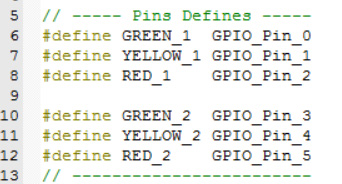 5 // ----- Pins Defines -----
6 #define GREEN_1 GPIO_Pin_0
7 #define YELLOW_1 GPIO_Pin_1
8 #define RED_1 GPIO_Pin_2
9
10 #define GREEN_2 GPIO_Pin_3
11 #define YELLOW_2 GPIO_Pin_4
12 #define RED_2 GPIO_Pin_5
13 // ------------------------